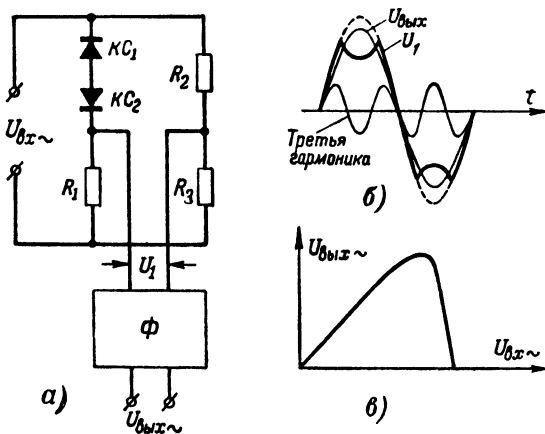 КС₁
КС₂
R₂
Uвх~
R₁
R₃
U₁
Ф
а)
Uвых~
Uвых
U₁
τ
Третья
гармоника
б)
Uвых~
Uвх~
в)